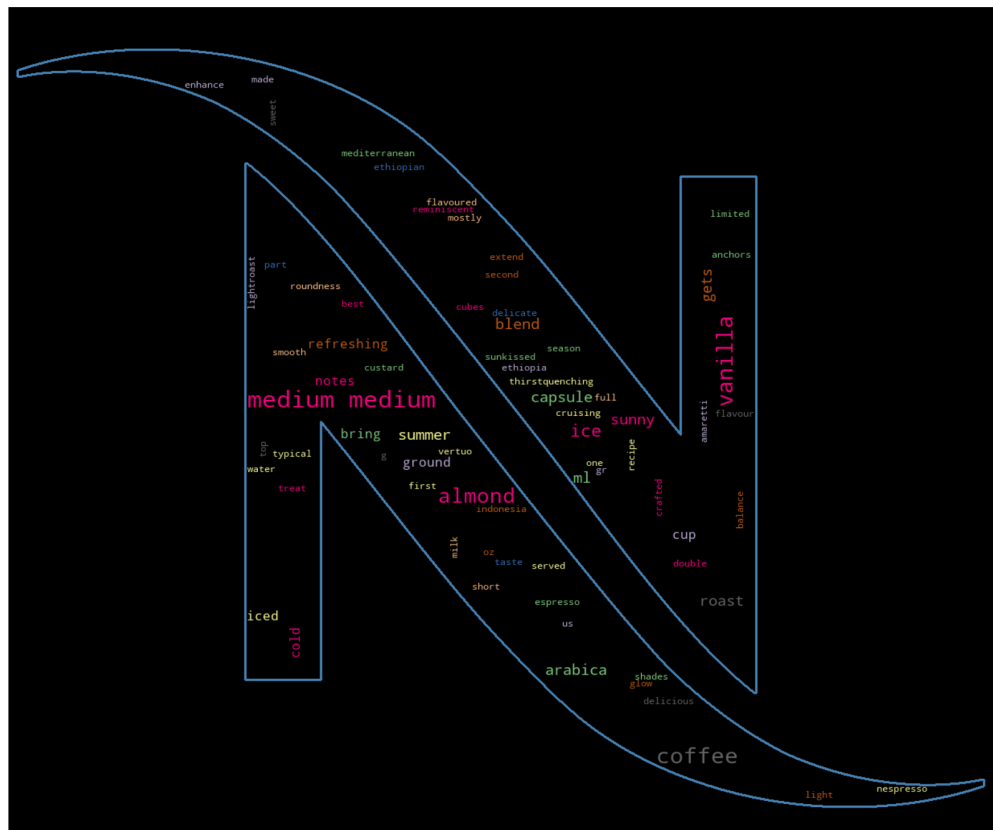 enhance
made
sweet
mediterranean
ethiopian
flavoured
reminiscent
mostly
limited
anchors
extend
second
gets
part
lightroast
roundness
best
cubes
delicate
blend
vanilla
refreshing
smooth
custard
season
sunkissed
ethiopia
notes
thirstquenching
medium medium
capsule
full
cruising
sunny
flavour
amaretti
ice
bring
summer
top
typical
vertuo
recipe
ground
one
gr
water
ml
treat
first
almond
crafted
balance
indonesia
cup
milk
oz
taste
served
double
short
espresso
roast
iced
us
cold
arabica
shades
glow
delicious
coffee
light
nespresso